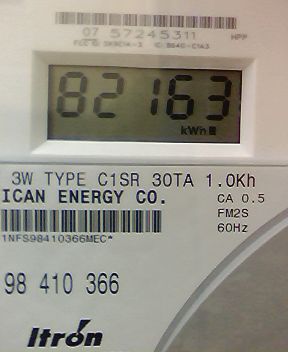 07 57245311 HPP
82163
kWh
3W TYPE C1SR 30TA 1.0Kh
ICAN ENERGY CO.
CA 0.5
FM2S
60Hz
1NFS98410366MEC*
98 410 366
Itron